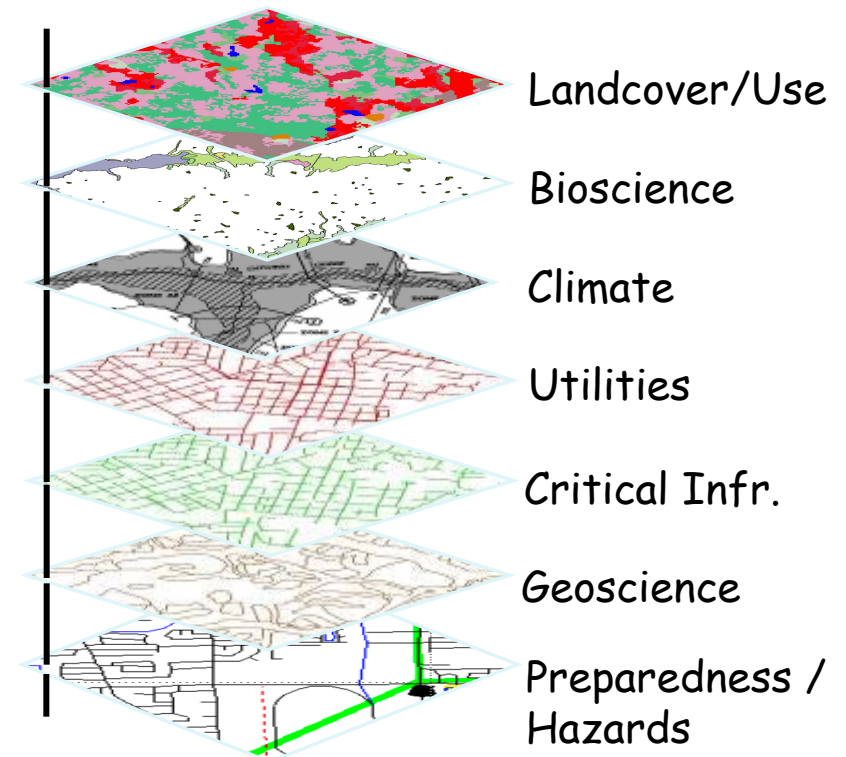 Landcover/Use
Bioscience
Climate
Utilities
Critical Infr.
Geoscience
Preparedness /
Hazards